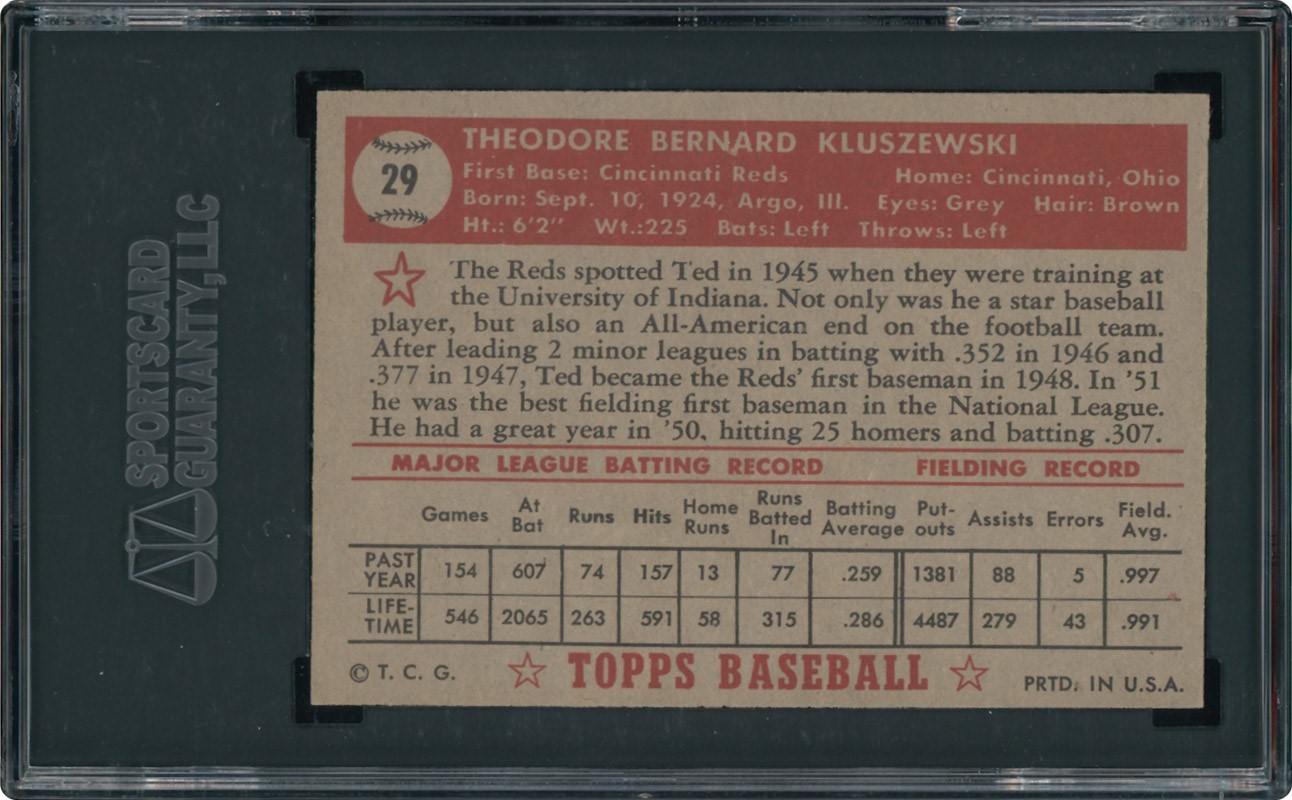 SPORTSCARD
GUARANTY, LLC
29
THEODORE BERNARD KLUSZEWSKI
First Base: Cincinnati Reds Home: Cincinnati, Ohio
Born: Sept. 10, 1924, Argo, Ill. Eyes: Grey Hair: Brown
Ht.: 6'2" Wt.:225 Bats: Left Throws: Left
The Reds spotted Ted in 1945 when they were training at
the University of Indiana. Not only was he a star baseball
player, but also an All-American end on the football team.
After leading 2 minor leagues in batting with .352 in 1946 and
.377 in 1947, Ted became the Reds' first baseman in 1948. In '51
he was the best fielding first baseman in the National League.
He had a great year in '50, hitting 25 homers and batting .307.
MAJOR LEAGUE BATTING RECORD FIELDING RECORD
Games At Bat Runs Hits Home Runs Runs Batted In Batting Average Put-outs Assists Errors Field. Avg.
PAST YEAR 154 607 74 157 13 77 .259 1381 88 5 .997
LIFE-TIME 546 2065 263 591 58 315 .286 4487 279 43 .991
© T. C. G. TOPPS BASEBALL PRTD. IN U.S.A.